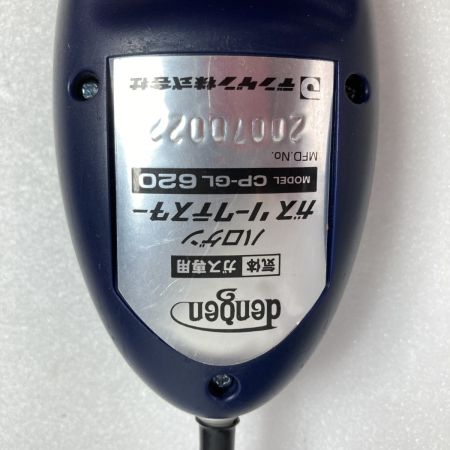 dengen
気体 ガス専用
ハロゲン
ガスリークテスター
MODEL CP-GL620
MFD.No.
20070022
デンゲン株式会社